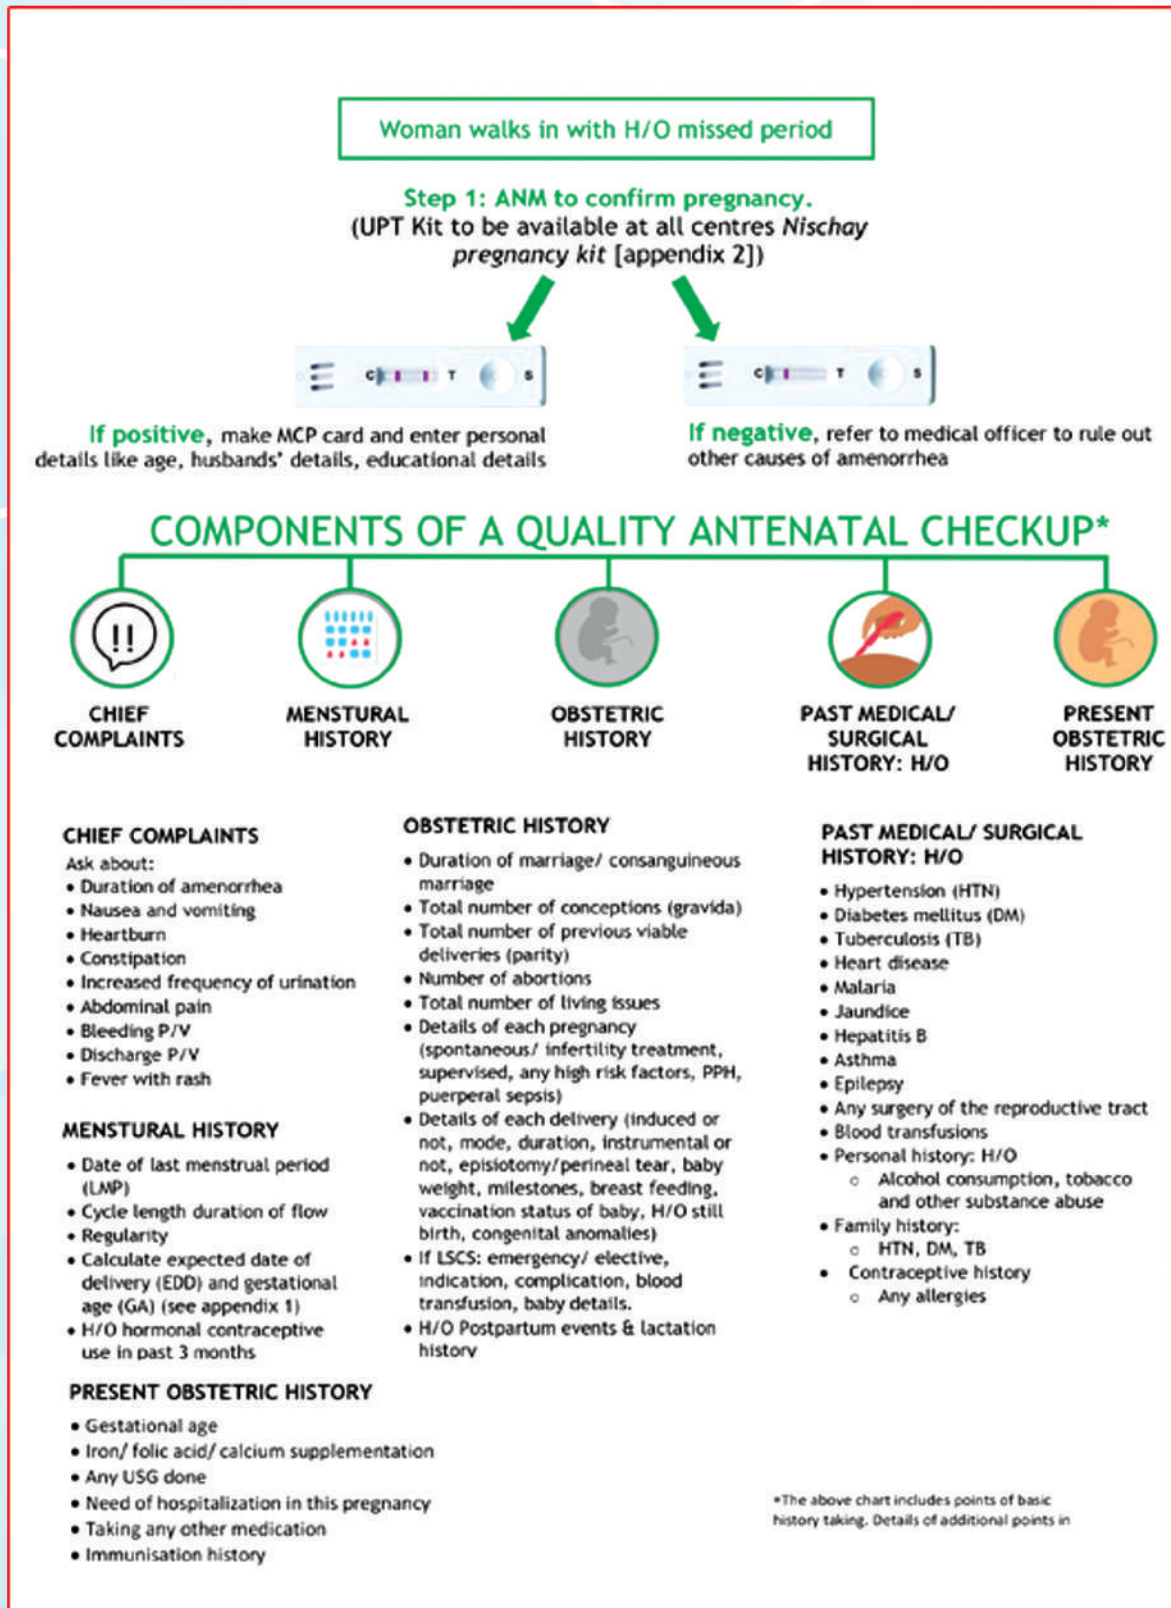 Woman walks in with H/O missed period
Step 1: ANM to confirm pregnancy.
(UPT Kit to be available at all centres Nischay
pregnancy kit [appendix 2])
C T S
C T S
If positive, make MCP card and enter personal
details like age, husbands' details, educational details
If negative, refer to medical officer to rule out
other causes of amenorrhea
COMPONENTS OF A QUALITY ANTENATAL CHECKUP*
!!
CHIEF
COMPLAINTS
MENSTURAL
HISTORY
OBSTETRIC
HISTORY
PAST MEDICAL/
SURGICAL
HISTORY: H/O
PRESENT
OBSTETRIC
HISTORY
CHIEF COMPLAINTS
Ask about:
• Duration of amenorrhea
• Nausea and vomiting
• Heartburn
• Constipation
• Increased frequency of urination
• Abdominal pain
• Bleeding P/V
• Discharge P/V
• Fever with rash
MENSTURAL HISTORY
• Date of last menstrual period
(LMP)
• Cycle length duration of flow
• Regularity
• Calculate expected date of
delivery (EDD) and gestational
age (GA) (see appendix 1)
• H/O hormonal contraceptive
use in past 3 months
OBSTETRIC HISTORY
• Duration of marriage/ consanguineous
marriage
• Total number of conceptions (gravida)
• Total number of previous viable
deliveries (parity)
• Number of abortions
• Total number of living issues
• Details of each pregnancy
(spontaneous/ infertility treatment,
supervised, any high risk factors, PPH,
puerperal sepsis)
• Details of each delivery (induced or
not, mode, duration, instrumental or
not, episiotomy/perineal tear, baby
weight, milestones, breast feeding,
vaccination status of baby, H/O still
birth, congenital anomalies)
• If LSCS: emergency/ elective,
indication, complication, blood
transfusion, baby details.
• H/O Postpartum events & lactation
history
PAST MEDICAL/ SURGICAL
HISTORY: H/O
• Hypertension (HTN)
• Diabetes mellitus (DM)
• Tuberculosis (TB)
• Heart disease
• Malaria
• Jaundice
• Hepatitis B
• Asthma
• Epilepsy
• Any surgery of the reproductive tract
• Blood transfusions
• Personal history: H/O
○ Alcohol consumption, tobacco
and other substance abuse
• Family history:
○ HTN, DM, TB
• Contraceptive history
○ Any allergies
PRESENT OBSTETRIC HISTORY
• Gestational age
• Iron/ folic acid/ calcium supplementation
• Any USG done
• Need of hospitalization in this pregnancy
• Taking any other medication
• Immunisation history
*The above chart includes points of basic
history taking. Details of additional points in